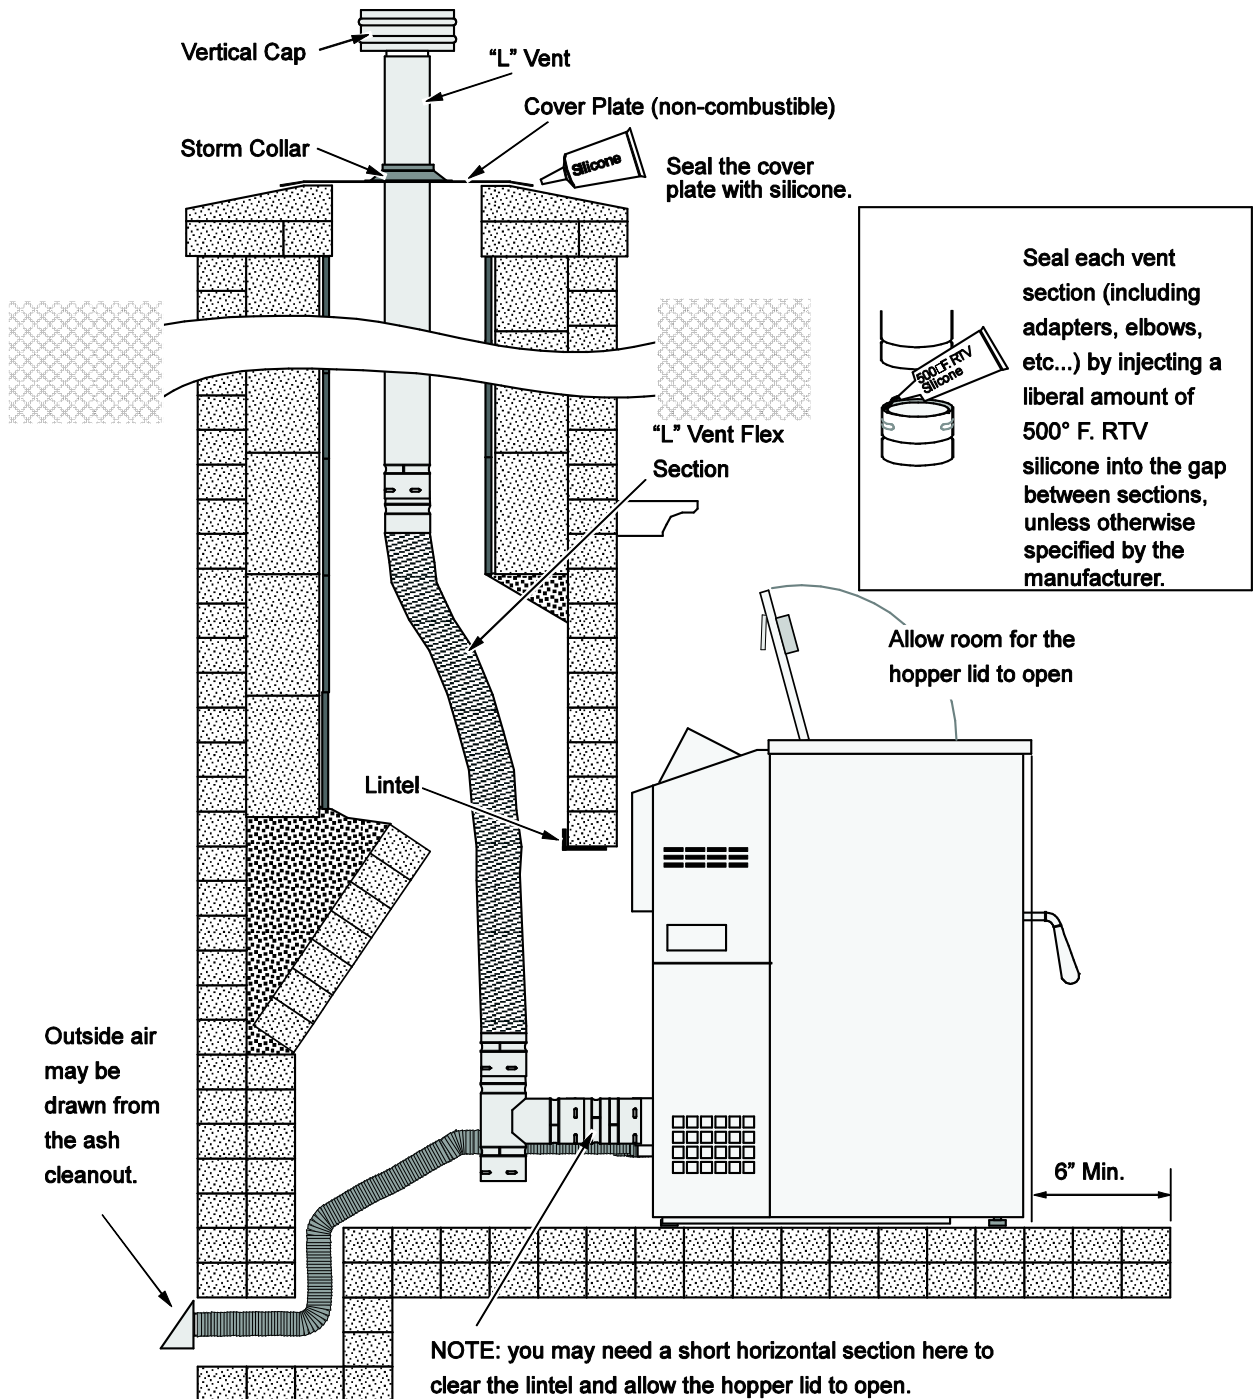 Vertical Cap
“L” Vent
Cover Plate (non-combustible)
Storm Collar
Silicone
Seal the cover
plate with silicone.
Seal each vent
section (including
adapters, elbows,
etc...) by injecting a
liberal amount of
500° F. RTV
silicone into the gap
between sections,
unless otherwise
specified by the
manufacturer.
500□F. RTV
Silicone
“L” Vent Flex
Section
Allow room for the
hopper lid to open
Lintel
Outside air
may be
drawn from
the ash
cleanout.
6” Min.
NOTE: you may need a short horizontal section here to
clear the lintel and allow the hopper lid to open.